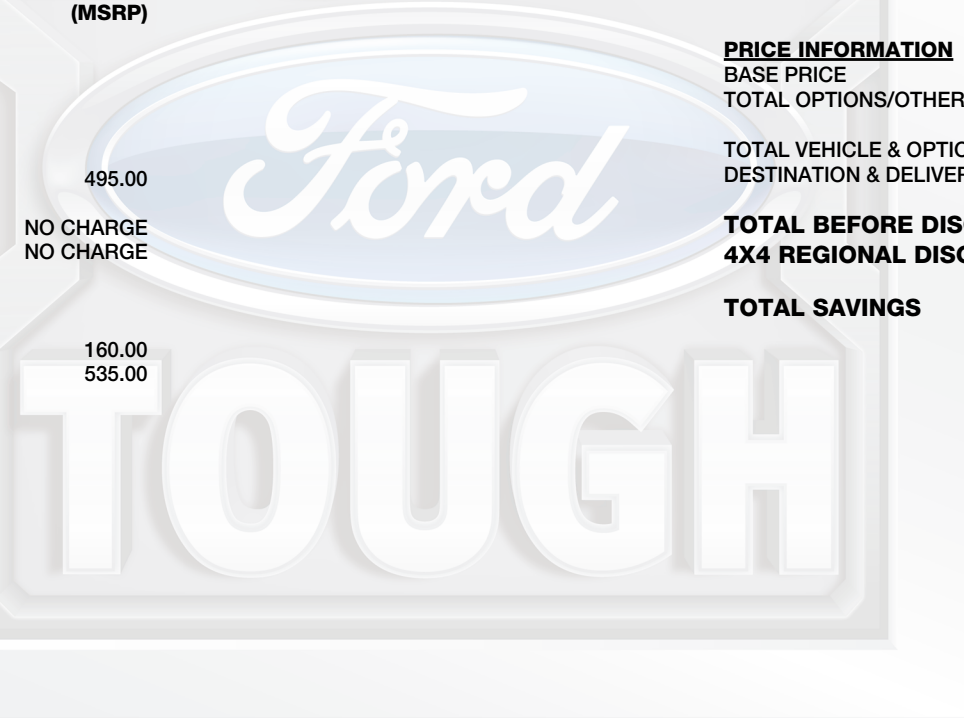 (MSRP)
495.00
NO CHARGE
NO CHARGE
160.00
535.00
PRICE INFORMATION
BASE PRICE
TOTAL OPTIONS/OTHER
TOTAL VEHICLE & OPTIO
DESTINATION & DELIVER
TOTAL BEFORE DIS
4X4 REGIONAL DISC
TOTAL SAVINGS
Ford
TOUGH